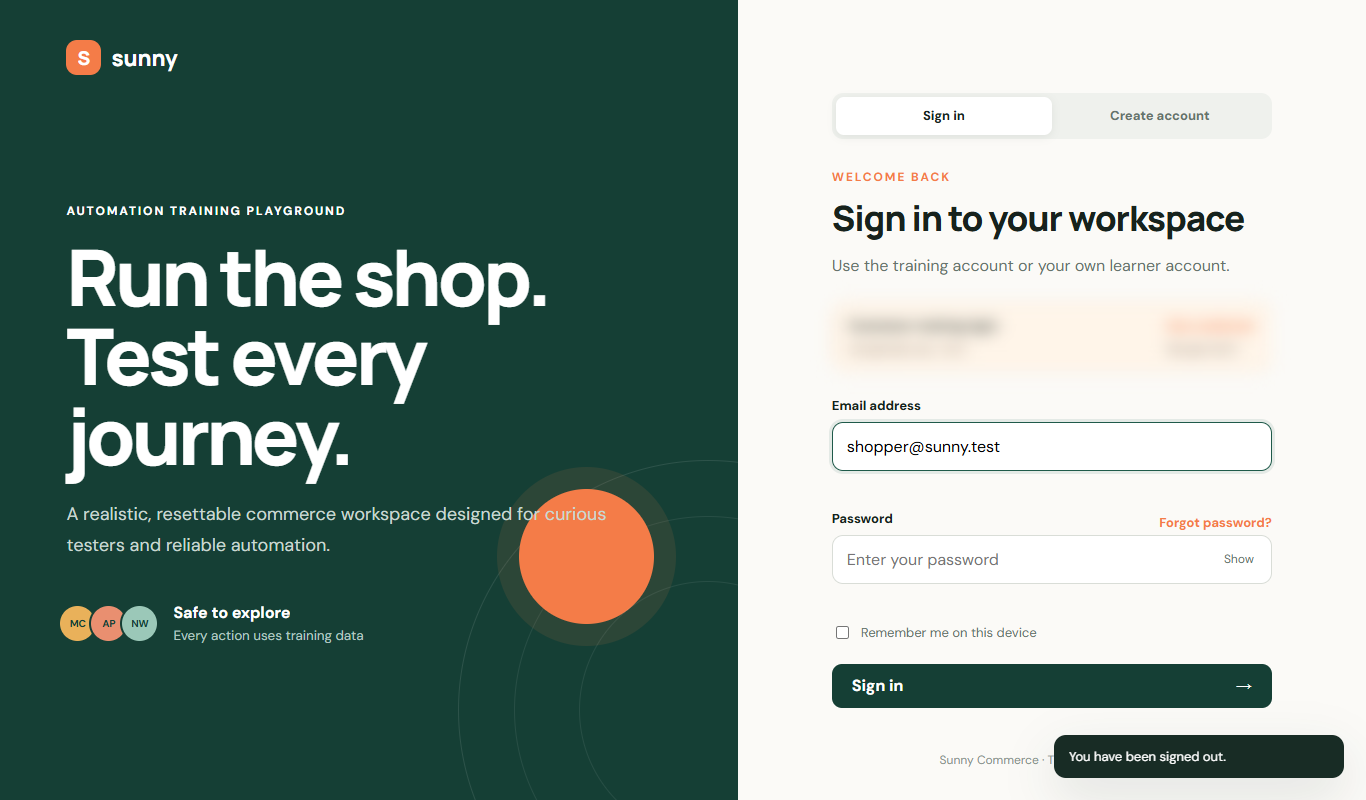 S sunny
AUTOMATION TRAINING PLAYGROUND
Run the shop.
Test every
journey.
A realistic, resettable commerce workspace designed for curious
testers and reliable automation.
MC AP NW
Safe to explore
Every action uses training data
Sign in
Create account
WELCOME BACK
Sign in to your workspace
Use the training account or your own learner account.
Email address
shopper@sunny.test
Password
Forgot password?
Enter your password
Show
Remember me on this device
Sign in →
Sunny Commerce ·
You have been signed out.